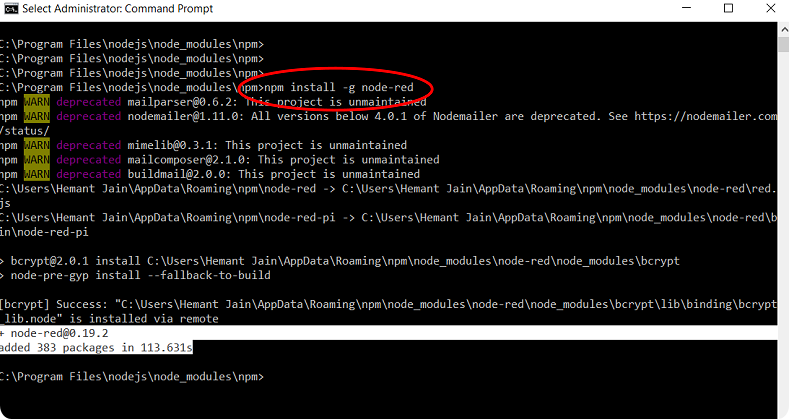 Select Administrator: Command Prompt
C:\Program Files\nodejs\node_modules\npm>
C:\Program Files\nodejs\node_modules\npm>
C:\Program Files\nodejs\node_modules\npm>
C:\Program Files\nodejs\node_modules\npm>npm install -g node-red
npm WARN deprecated mailparser@0.6.2: This project is unmaintained
npm WARN deprecated nodemailer@1.11.0: All versions below 4.0.1 of Nodemailer are deprecated. See https://nodemailer.com
/status/
npm WARN deprecated mimelib@0.3.1: This project is unmaintained
npm WARN deprecated mailcomposer@2.1.0: This project is unmaintained
npm WARN deprecated buildmail@2.0.0: This project is unmaintained
C:\Users\Hemant Jain\AppData\Roaming\npm\node-red -> C:\Users\Hemant Jain\AppData\Roaming\npm\node_modules\node-red\red.
js
C:\Users\Hemant Jain\AppData\Roaming\npm\node-red-pi -> C:\Users\Hemant Jain\AppData\Roaming\npm\node_modules\node-red\b
in\node-red-pi
> bcrypt@2.0.1 install C:\Users\Hemant Jain\AppData\Roaming\npm\node_modules\node-red\node_modules\bcrypt
> node-pre-gyp install --fallback-to-build
[bcrypt] Success: "C:\Users\Hemant Jain\AppData\Roaming\npm\node_modules\node-red\node_modules\bcrypt\lib\binding\bcrypt
_lib.node" is installed via remote
+ node-red@0.19.2
added 383 packages in 113.631s
C:\Program Files\nodejs\node_modules\npm>